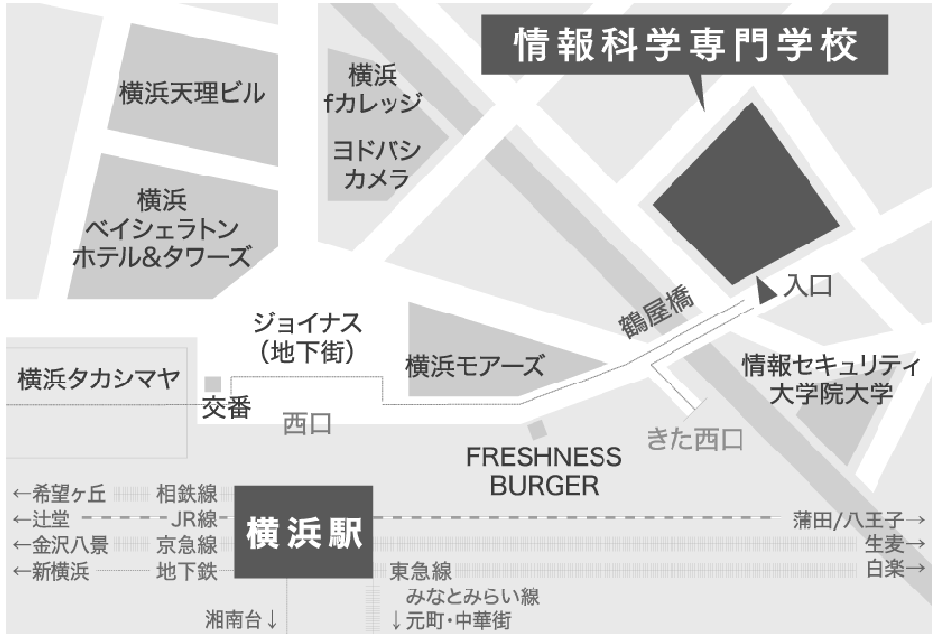 情報科学専門学校
横浜天理ビル
横浜
fカレッジ
ヨドバシ
カメラ
横浜
ベイシェラトン
ホテル&タワーズ
入口
鶴屋橋
ジョイナス
(地下街)
横浜モアーズ
情報セキュリティ
大学院大学
横浜タカシマヤ
交番
西口
きた西口
FRESHNESS
BURGER
←希望ヶ丘 相鉄線
←辻堂 JR線 蒲田/八王子→
横浜駅
←金沢八景 京急線 生麦→
←新横浜 地下鉄 東急線 白楽→
みなとみらい線
湘南台↓ ↓元町・中華街